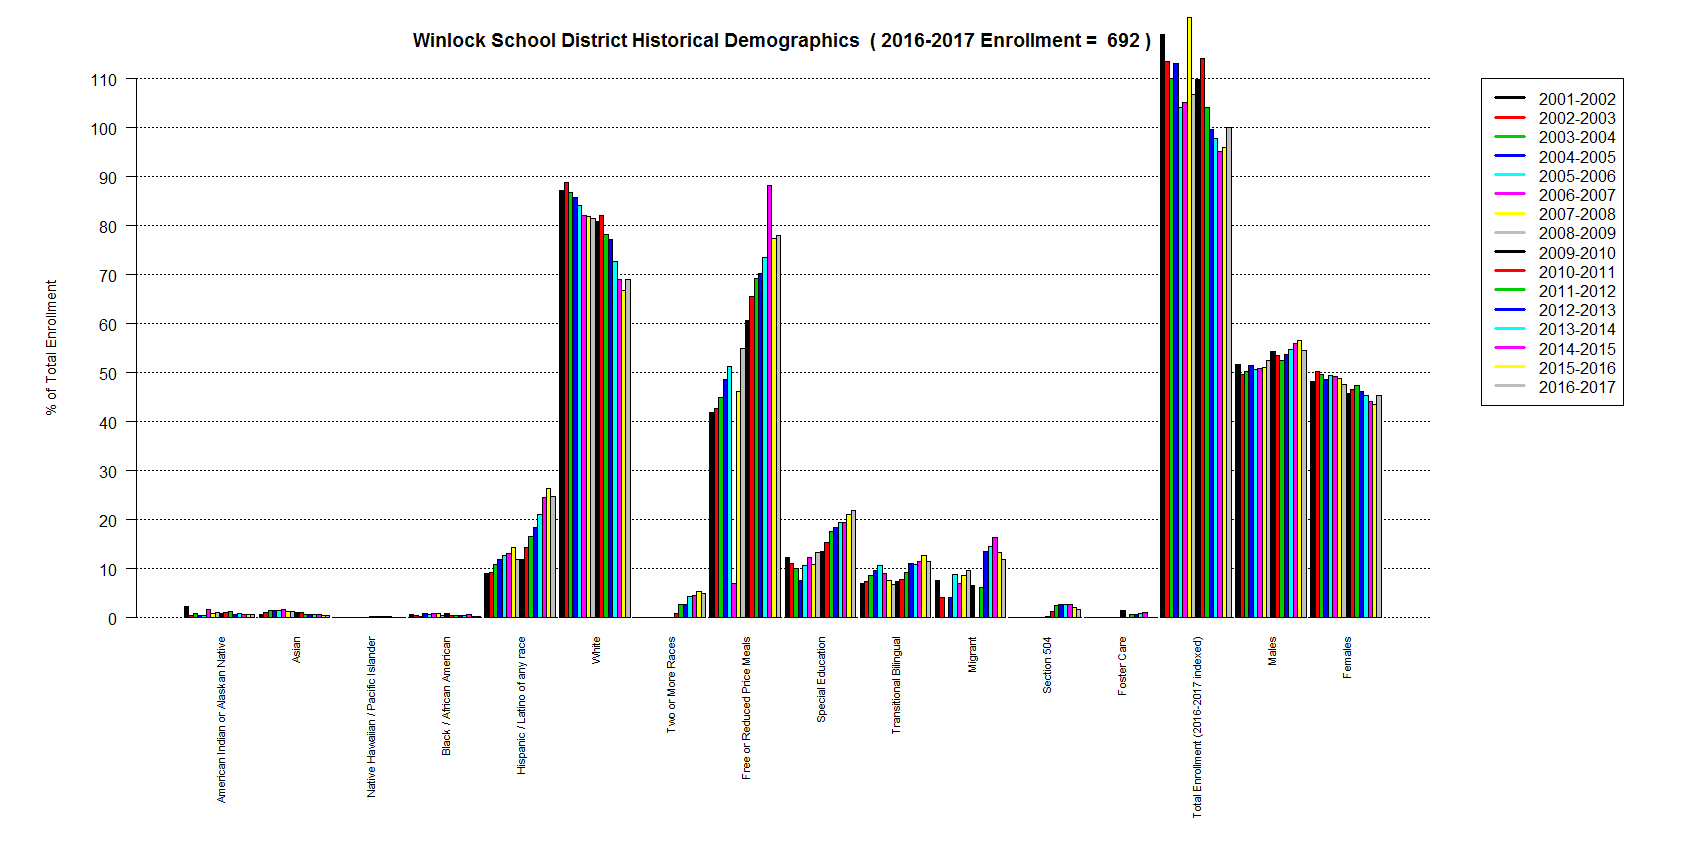 Winlock School District Historical Demographics ( 2016-2017 Enrollment = 692 )
% of Total Enrollment
110
100
90
80
70
60
50
40
30
20
10
0
American Indian or Alaskan Native
Asian
Native Hawaiian / Pacific Islander
Black / African American
Hispanic / Latino of any race
White
Two or More Races
Free or Reduced Price Meals
Special Education
Transitional Bilingual
Migrant
Section 504
Foster Care
Total Enrollment (2016-2017 indexed)
Males
Females
2001-2002
2002-2003
2003-2004
2004-2005
2005-2006
2006-2007
2007-2008
2008-2009
2009-2010
2010-2011
2011-2012
2012-2013
2013-2014
2014-2015
2015-2016
2016-2017